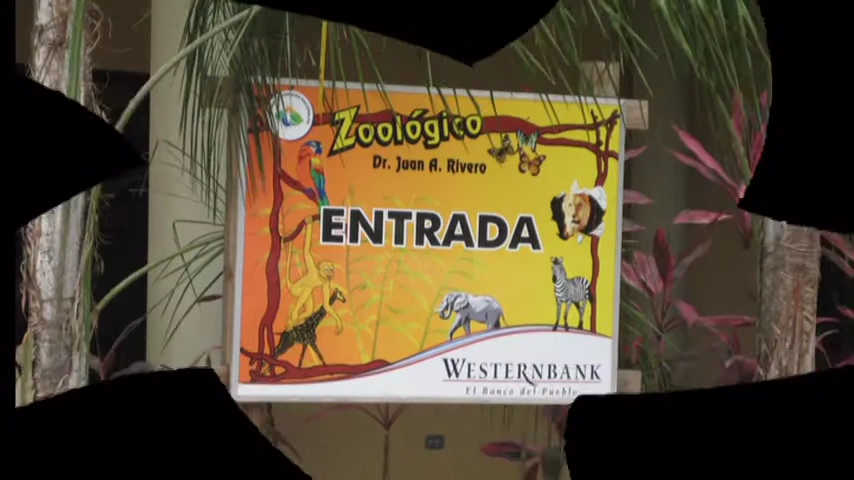 Zoológico
Dr. Juan A. Rivero
ENTRADA
WESTERNBANK
El Banco del Pueblo